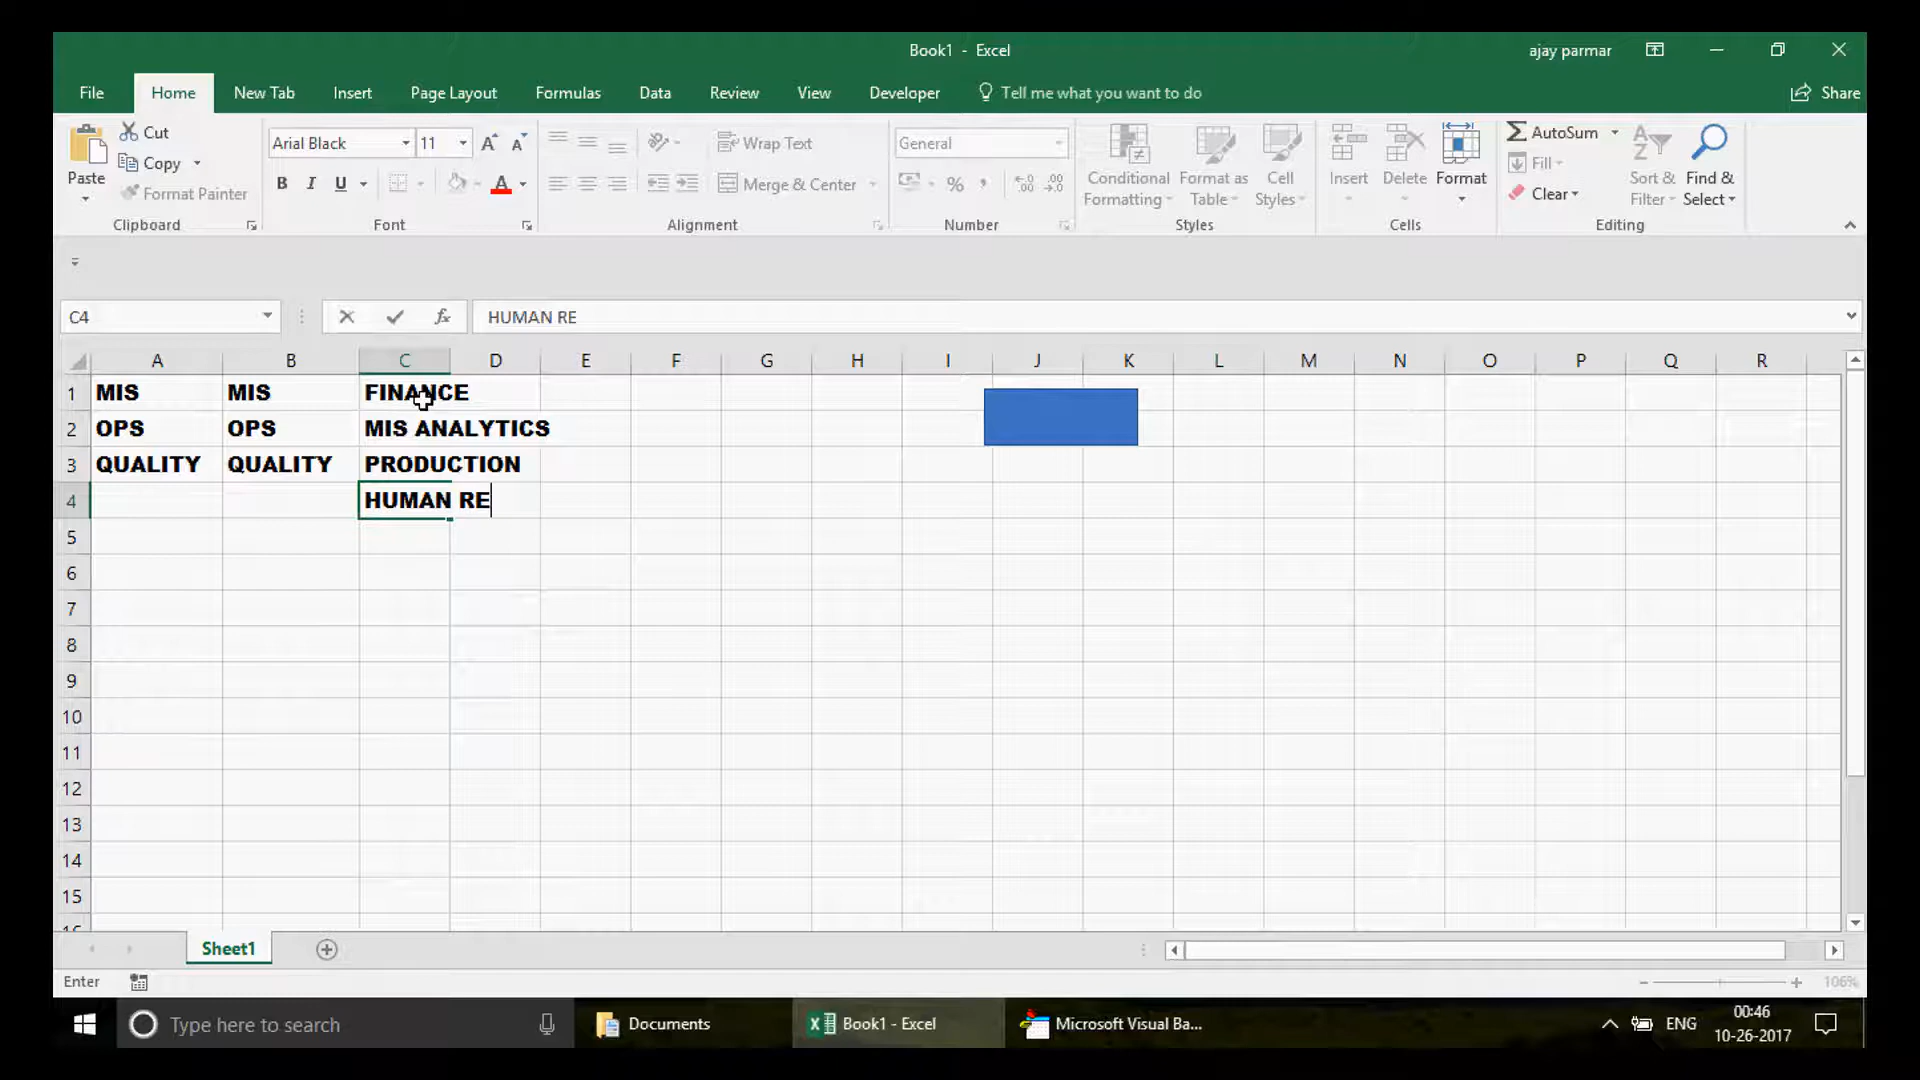 Book1 - Excel
ajay parmar
File Home New Tab Insert Page Layout Formulas Data Review View Developer Tell me what you want to do Share
Paste
Cut
Copy
Format Painter
Clipboard
Arial Black 11
A A
B I U A
Font
Wrap Text
Merge & Center
Alignment
General
% ,
.00 .0
Number
Conditional Formatting
Format as Table
Cell Styles
Styles
Insert Delete Format
Cells
AutoSum
Fill
Clear
Sort & Filter
Find & Select
Editing
C4 fx HUMAN RE
A B C D E F G H I J K L M N O P Q R
1 MIS MIS FINANCE
2 OPS OPS MIS ANALYTICS
3 QUALITY QUALITY PRODUCTION
4 HUMAN RE
5
6
7
8
9
10
11
12
13
14
15
Sheet1
Enter 106%
Type here to search Documents Book1 - Excel Microsoft Visual Ba... ENG 00:46
10-26-2017